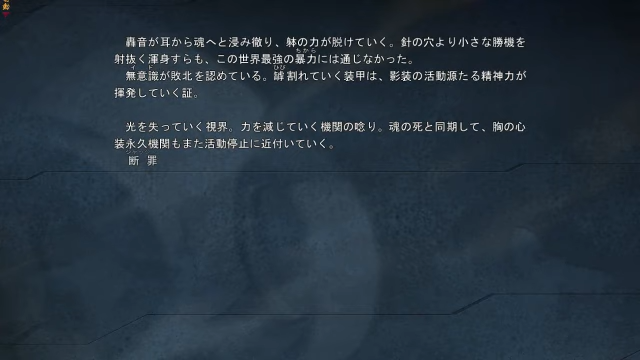 轟音が耳から魂へと浸み徹り、躰の力が脱けていく。針の穴より小さな勝機を
射抜く渾身すらも、この世界最強の暴力には通じなかった。
無意識が敗北を認めている。罅割れていく装甲は、影装の活動源たる精神力が
揮発していく証。
光を失っていく視界。力を減じていく機関の唸り。魂の死と同期して、胸の心
装永久機関もまた活動停止に近付いていく。
断罪